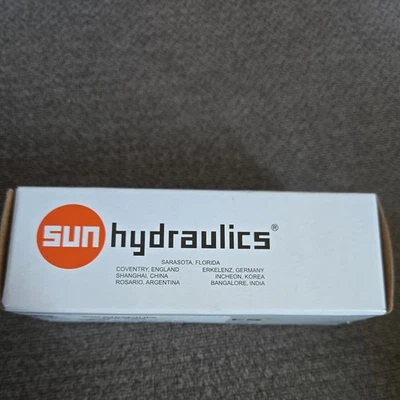 sun hydraulics®
SARASOTA, FLORIDA
COVENTRY, ENGLAND ERKELENZ, GERMANY
SHANGHAI, CHINA INCHEON, KOREA
ROSARIO, ARGENTINA BANGALORE, INDIA